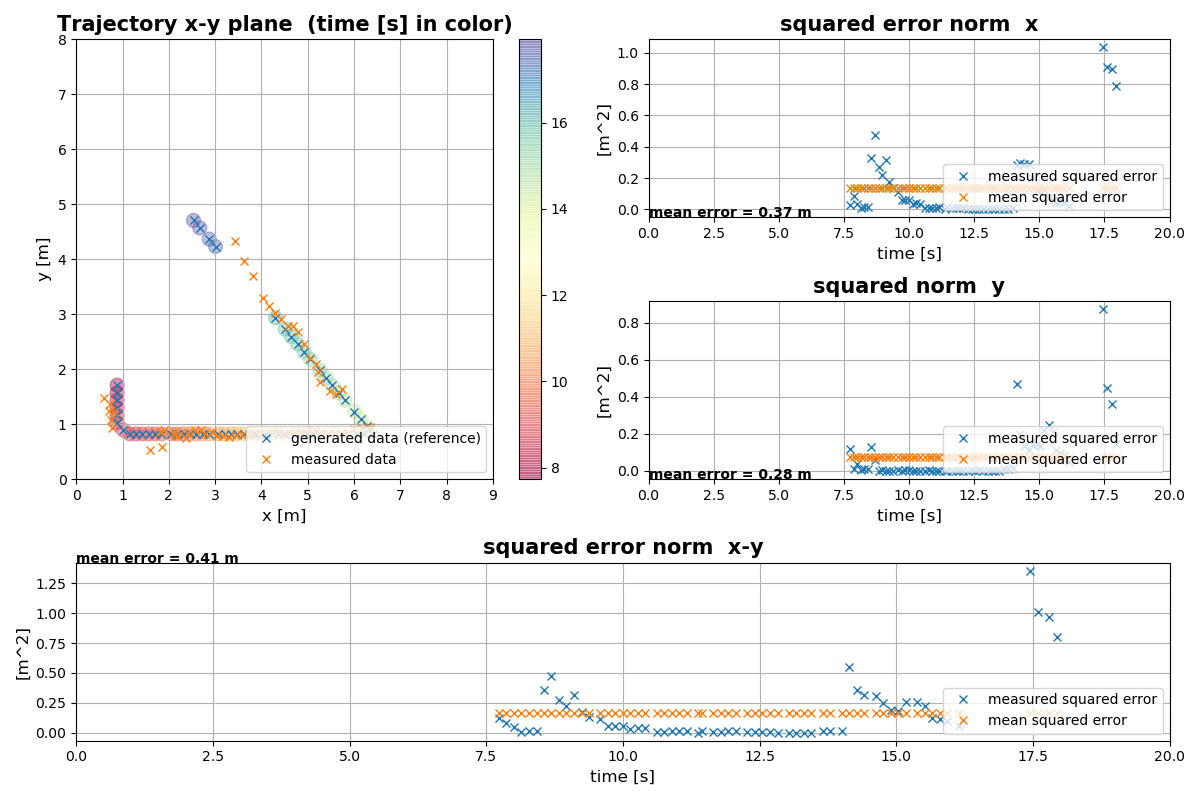 Trajectory x-y plane  (time [s] in color)
8
7
6
5
4
3
2
1
0
y [m]
0 1 2 3 4 5 6 7 8 9
x [m]
generated data (reference)
measured data
16
14
12
10
8
squared error norm  x
1.0
0.8
0.6
0.4
0.2
0.0
[m^2]
measured squared error
mean squared error
mean error = 0.37 m
0.0 2.5 5.0 7.5 10.0 12.5 15.0 17.5 20.0
time [s]
squared norm  y
0.8
0.6
0.4
0.2
0.0
[m^2]
measured squared error
mean squared error
mean error = 0.28 m
0.0 2.5 5.0 7.5 10.0 12.5 15.0 17.5 20.0
time [s]
squared error norm  x-y
mean error = 0.41 m
1.25
1.00
0.75
0.50
0.25
0.00
[m^2]
measured squared error
mean squared error
0.0 2.5 5.0 7.5 10.0 12.5 15.0 17.5 20.0
time [s]